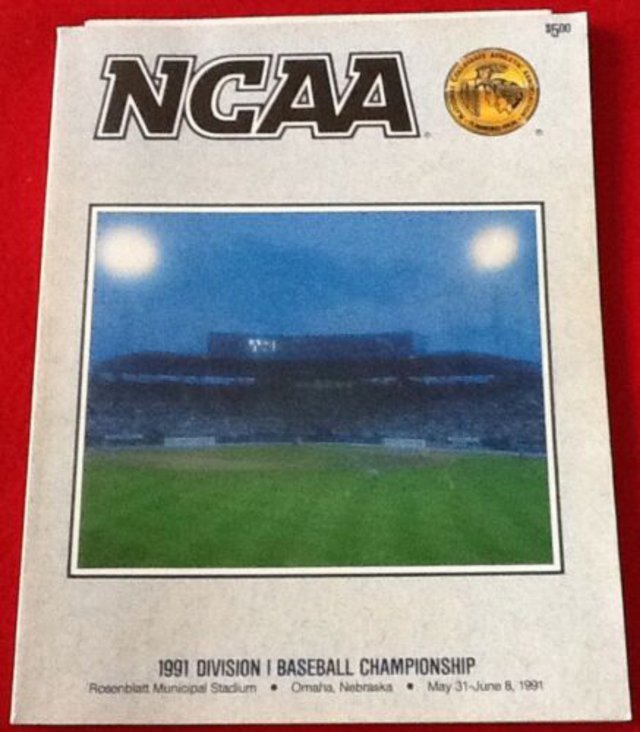 $5.00
NCAA
1991 DIVISION I BASEBALL CHAMPIONSHIP
Rosenblatt Municipal Stadium • Omaha, Nebraska • May 31-June 8, 1991